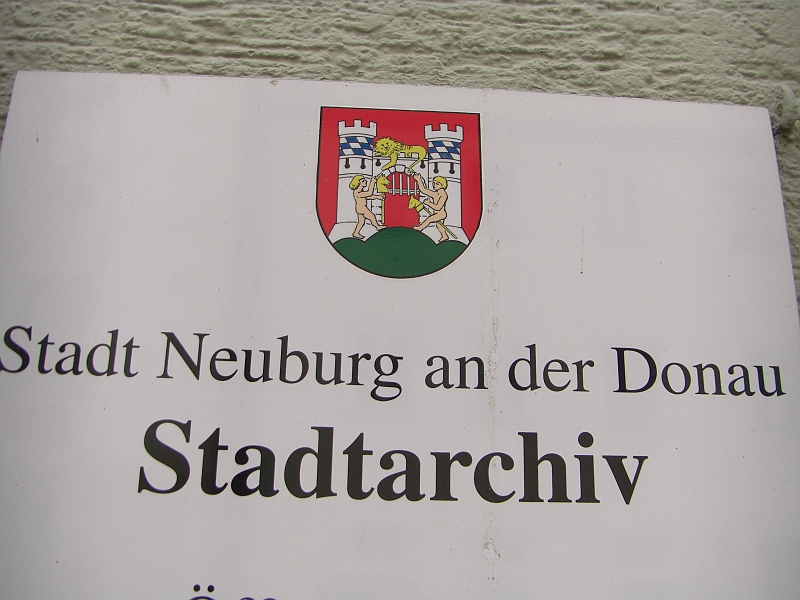 Stadt Neuburg an der Donau
Stadtarchiv